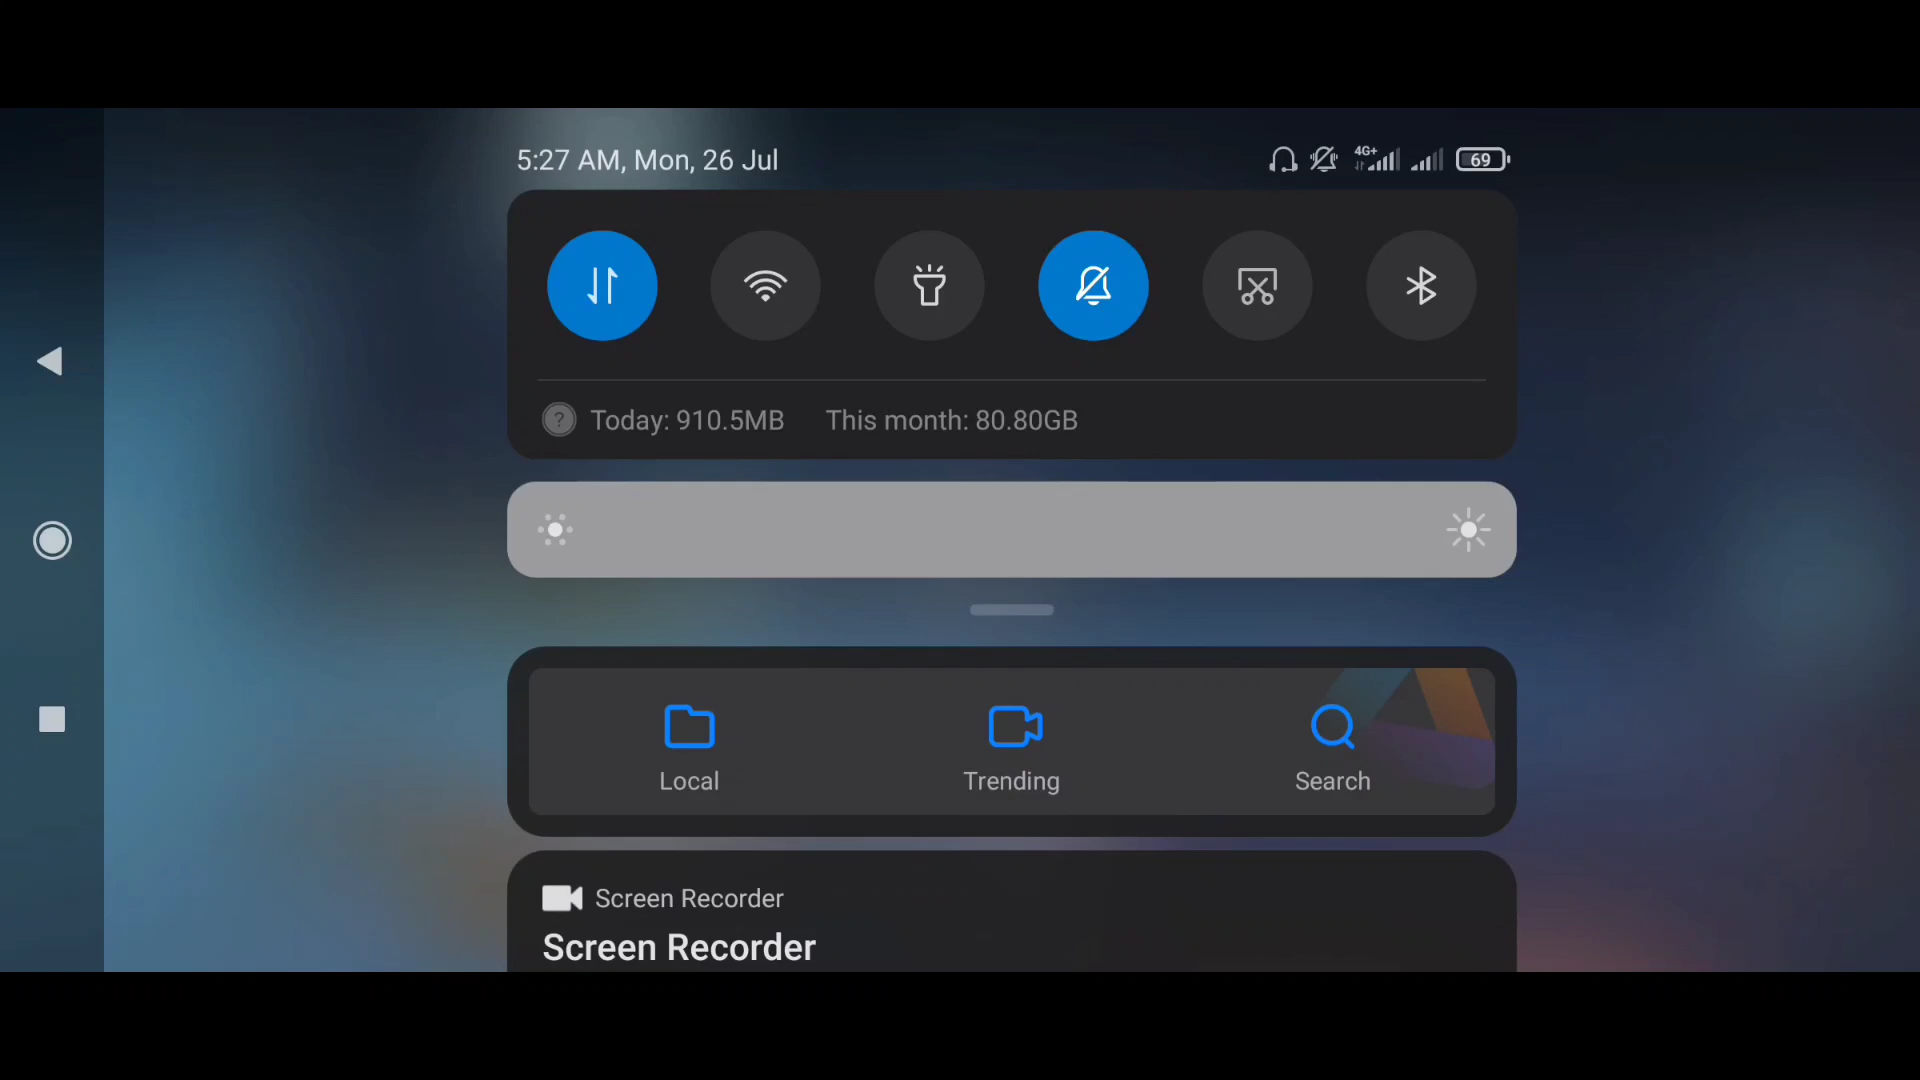 5:27 AM, Mon, 26 Jul
4G+
69
Today: 910.5MB This month: 80.80GB
Local
Trending
Search
Screen Recorder
Screen Recorder